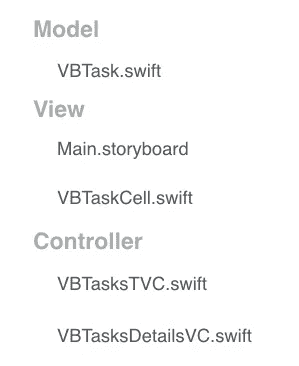 Model
VBTask.swift
View
Main.storyboard
VBTaskCell.swift
Controller
VBTasksTVC.swift
VBTasksDetailsVC.swift